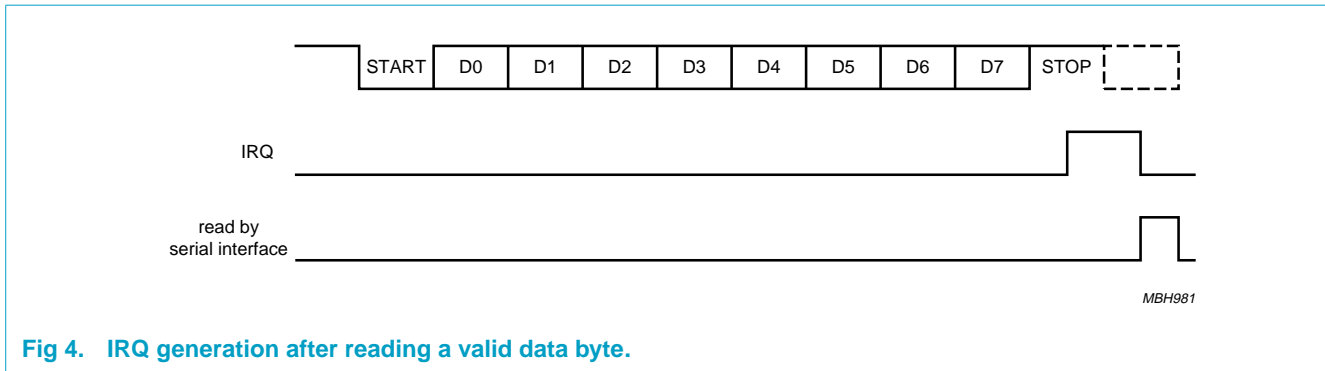 START D0 D1 D2 D3 D4 D5 D6 D7 STOP
IRQ
read by
serial interface
MBH981
Fig 4. IRQ generation after reading a valid data byte.